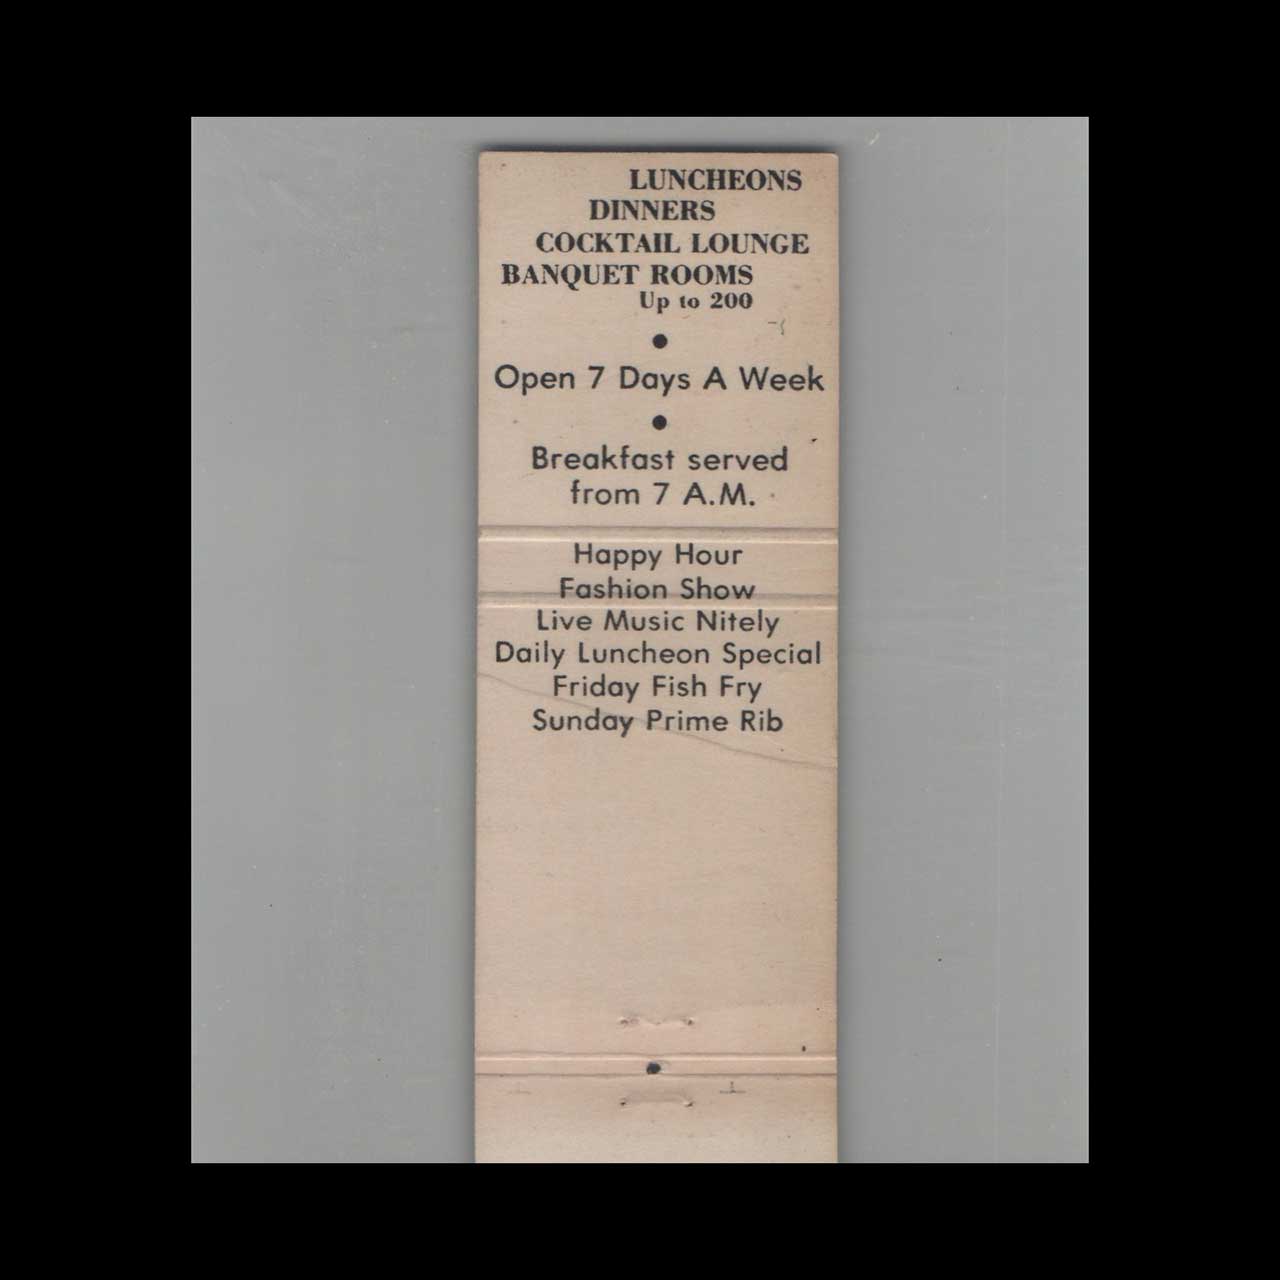 LUNCHEONS
DINNERS
COCKTAIL LOUNGE
BANQUET ROOMS
Up to 200
•
Open 7 Days A Week
•
Breakfast served
from 7 A.M.
Happy Hour
Fashion Show
Live Music Nitely
Daily Luncheon Special
Friday Fish Fry
Sunday Prime Rib